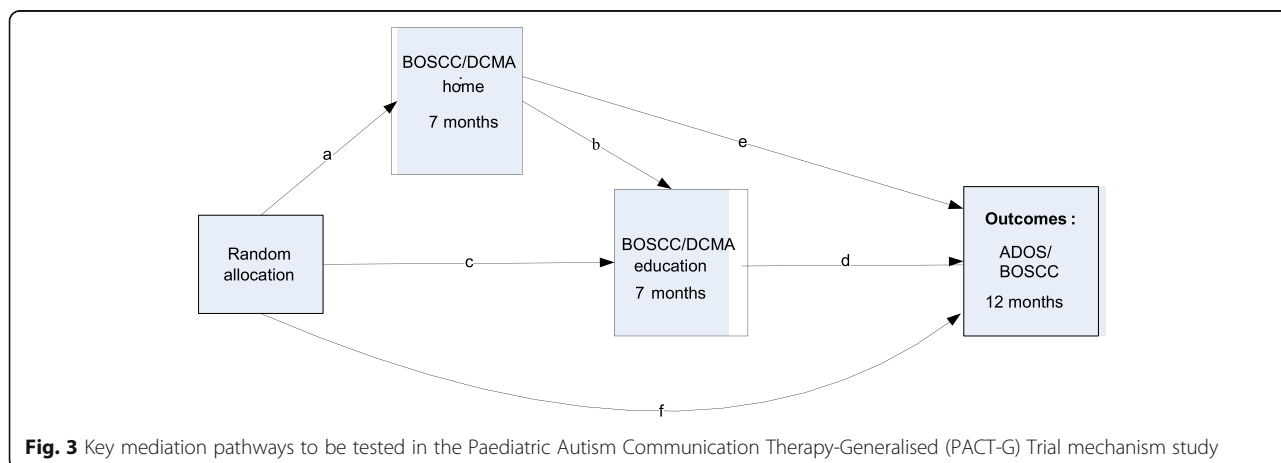 BOSCC/DCMA
home
7 months
a
b
e
Random
allocation
c
BOSCC/DCMA
education
7 months
d
Outcomes :
ADOS/
BOSCC
12 months
f
Fig. 3 Key mediation pathways to be tested in the Paediatric Autism Communication Therapy-Generalised (PACT-G) Trial mechanism study